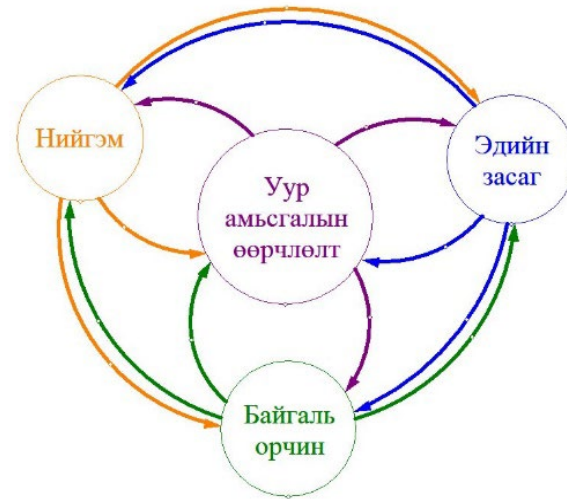 Нийгэм
Эдийн
засаг
Уур
амьсгалын
өөрчлөлт
Байгаль
орчин